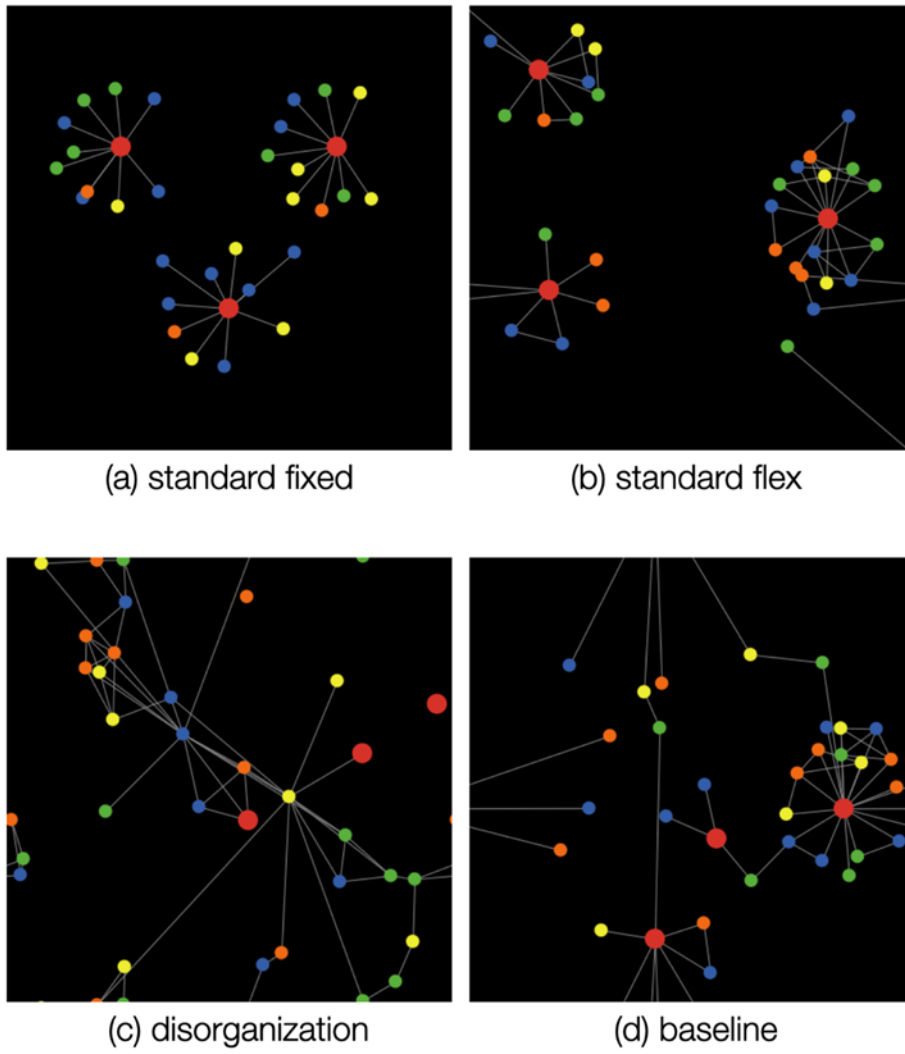 (a) standard fixed
(b) standard flex
(c) disorganization
(d) baseline